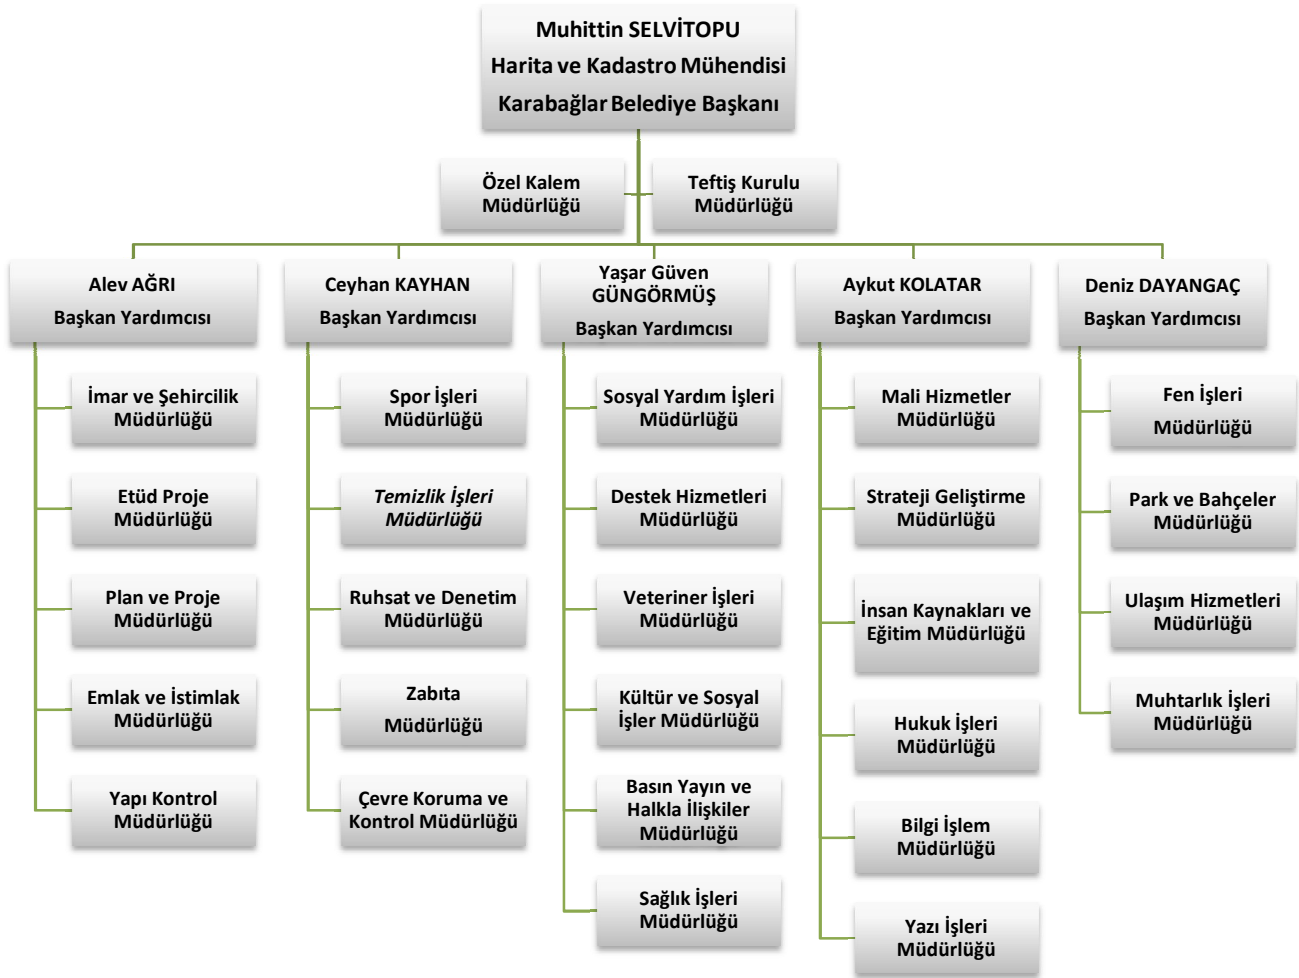 Muhittin SELVİTOPU
Harita ve Kadastro Mühendisi
Karabağlar Belediye Başkanı
Özel Kalem
Müdürlüğü
Teftiş Kurulu
Müdürlüğü
Alev AĞRI
Başkan Yardımcısı
İmar ve Şehircilik
Müdürlüğü
Etüd Proje
Müdürlüğü
Plan ve Proje
Müdürlüğü
Emlak ve İstimlak
Müdürlüğü
Yapı Kontrol
Müdürlüğü
Ceyhan KAYHAN
Başkan Yardımcısı
Spor İşleri
Müdürlüğü
Temizlik İşleri
Müdürlüğü
Ruhsat ve Denetim
Müdürlüğü
Zabıta
Müdürlüğü
Çevre Koruma ve
Kontrol Müdürlüğü
Yaşar Güven
GÜNGÖRMÜŞ
Başkan Yardımcısı
Sosyal Yardım İşleri
Müdürlüğü
Destek Hizmetleri
Müdürlüğü
Veteriner İşleri
Müdürlüğü
Kültür ve Sosyal
İşler Müdürlüğü
Basın Yayın ve
Halkla İlişkiler
Müdürlüğü
Sağlık İşleri
Müdürlüğü
Aykut KOLATAR
Başkan Yardımcısı
Mali Hizmetler
Müdürlüğü
Strateji Geliştirme
Müdürlüğü
İnsan Kaynakları ve
Eğitim Müdürlüğü
Hukuk İşleri
Müdürlüğü
Bilgi İşlem
Müdürlüğü
Yazı İşleri
Müdürlüğü
Deniz DAYANGAÇ
Başkan Yardımcısı
Fen İşleri
Müdürlüğü
Park ve Bahçeler
Müdürlüğü
Ulaşım Hizmetleri
Müdürlüğü
Muhtarlık İşleri
Müdürlüğü